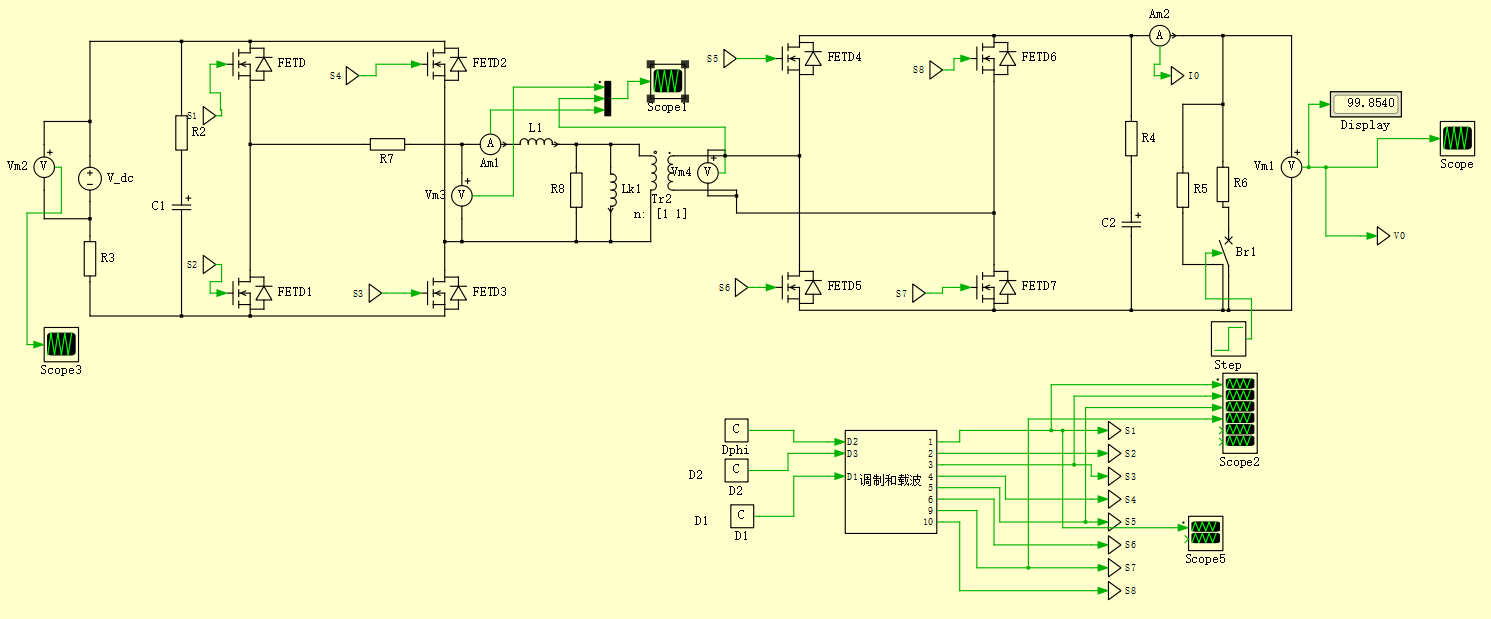 Am2
A
FETD
S4
FETD2
S5
FETD4
S8
FETD6
I0
S1
R2
Scope1
99.8540
Display
Vm2
V
V_dc
R7
A
Am1
L1
R4
Vm1
V
Scope
C1
Vm3
V
R8
Lk1
Tr2
n: [1 1]
Vm4
V
R5
R6
C2
V0
R3
S2
FETD1
S3
FETD3
S6
FETD5
S7
FETD7
Br1
Scope3
Step
C
Dphi
D2
C
D2
D1
C
D1
D2
D3
D1
调制和载波
1
2
3
4
5
6
9
10
S1
S2
S3
S4
S5
S6
S7
S8
Scope2
Scope5